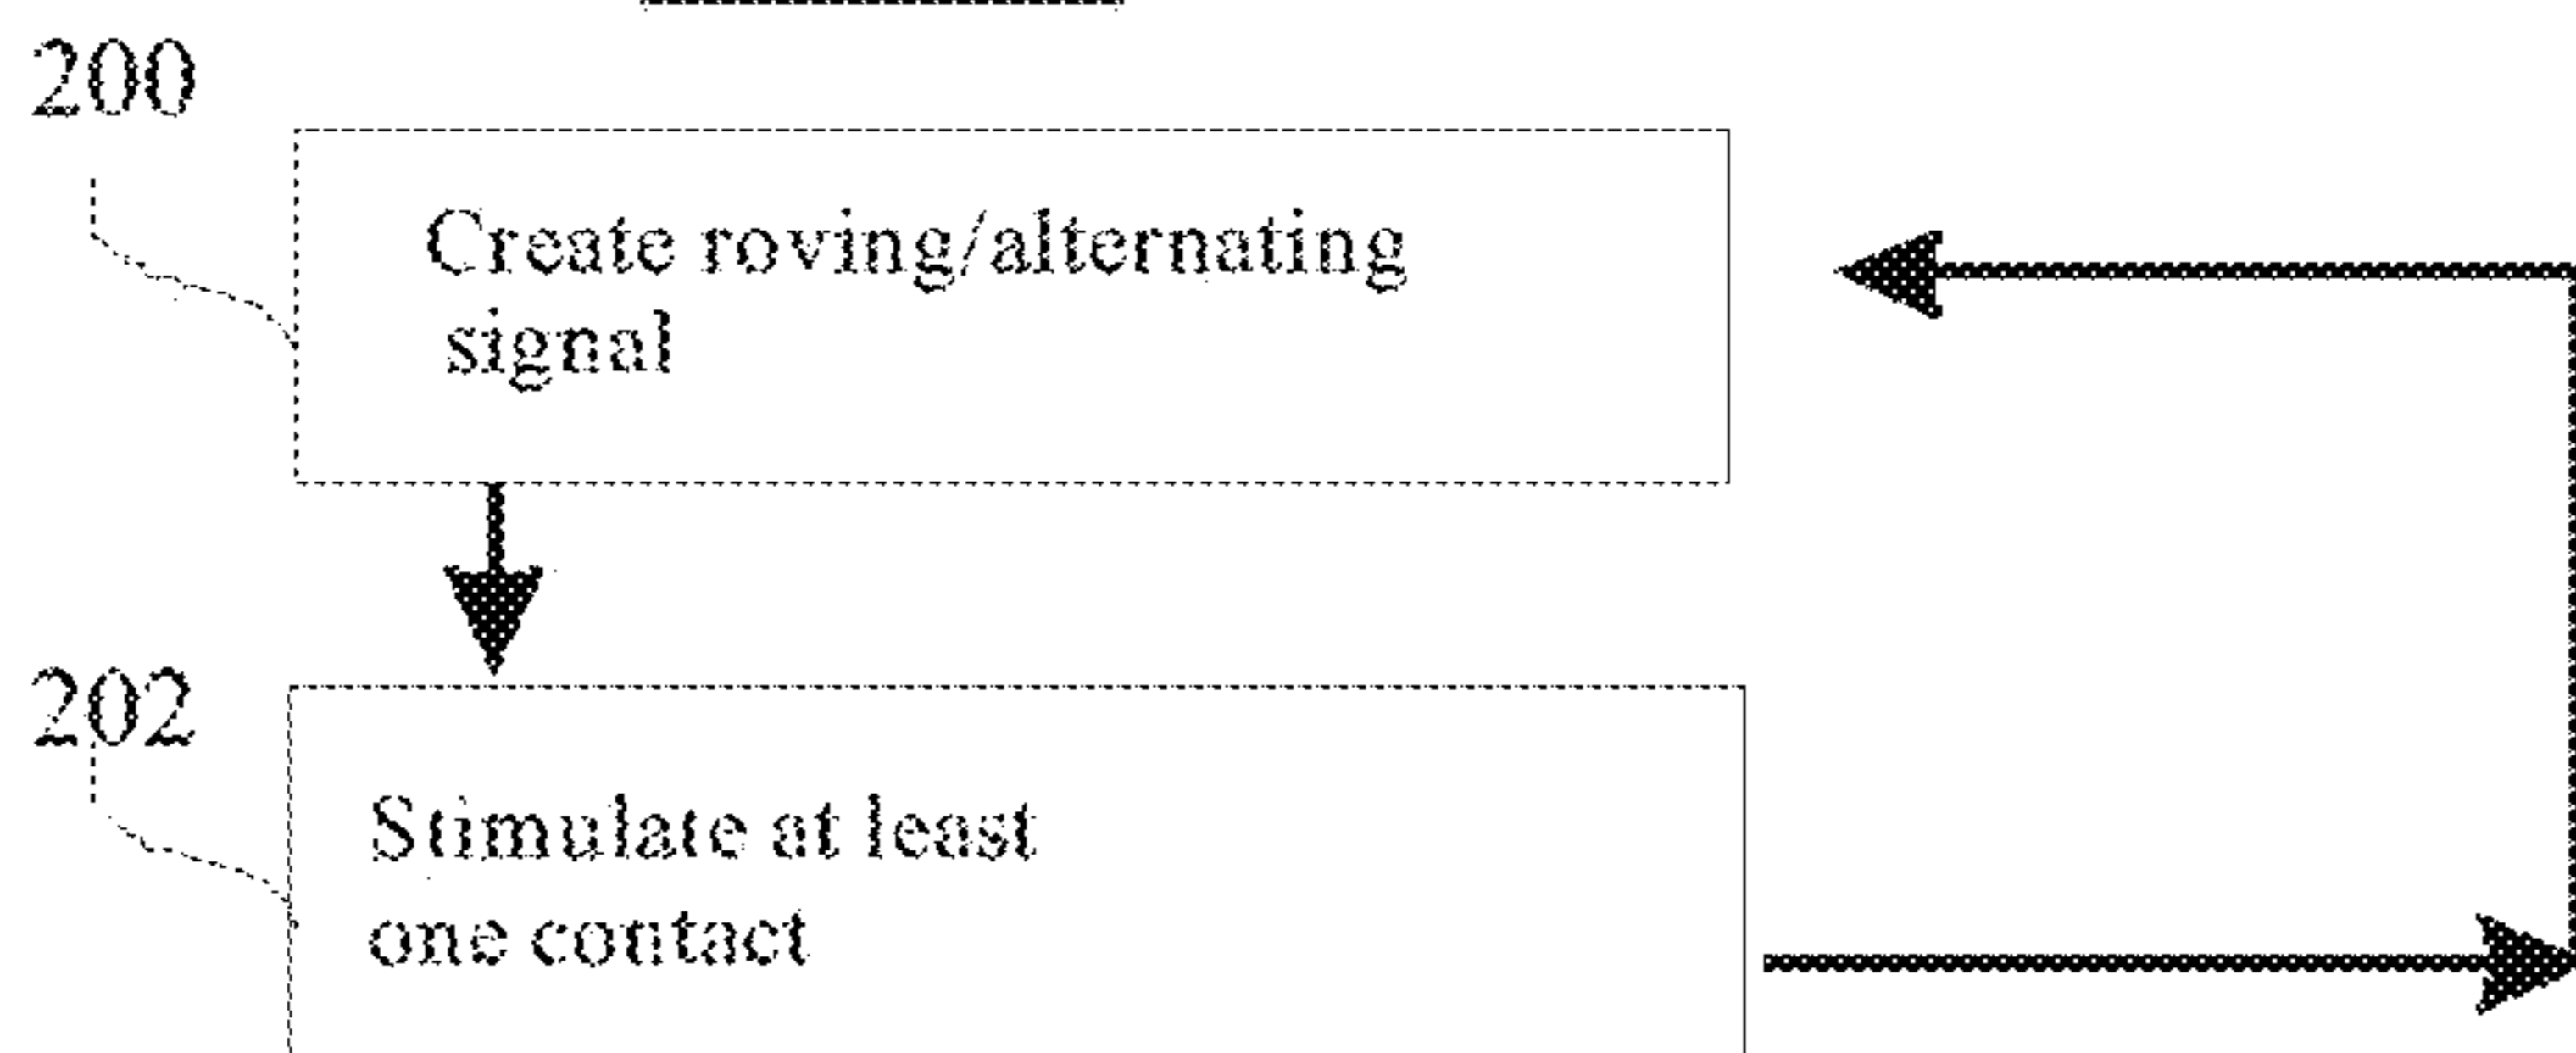 200
Create roving/alternating
signal
202
Stimulate at least
one contact